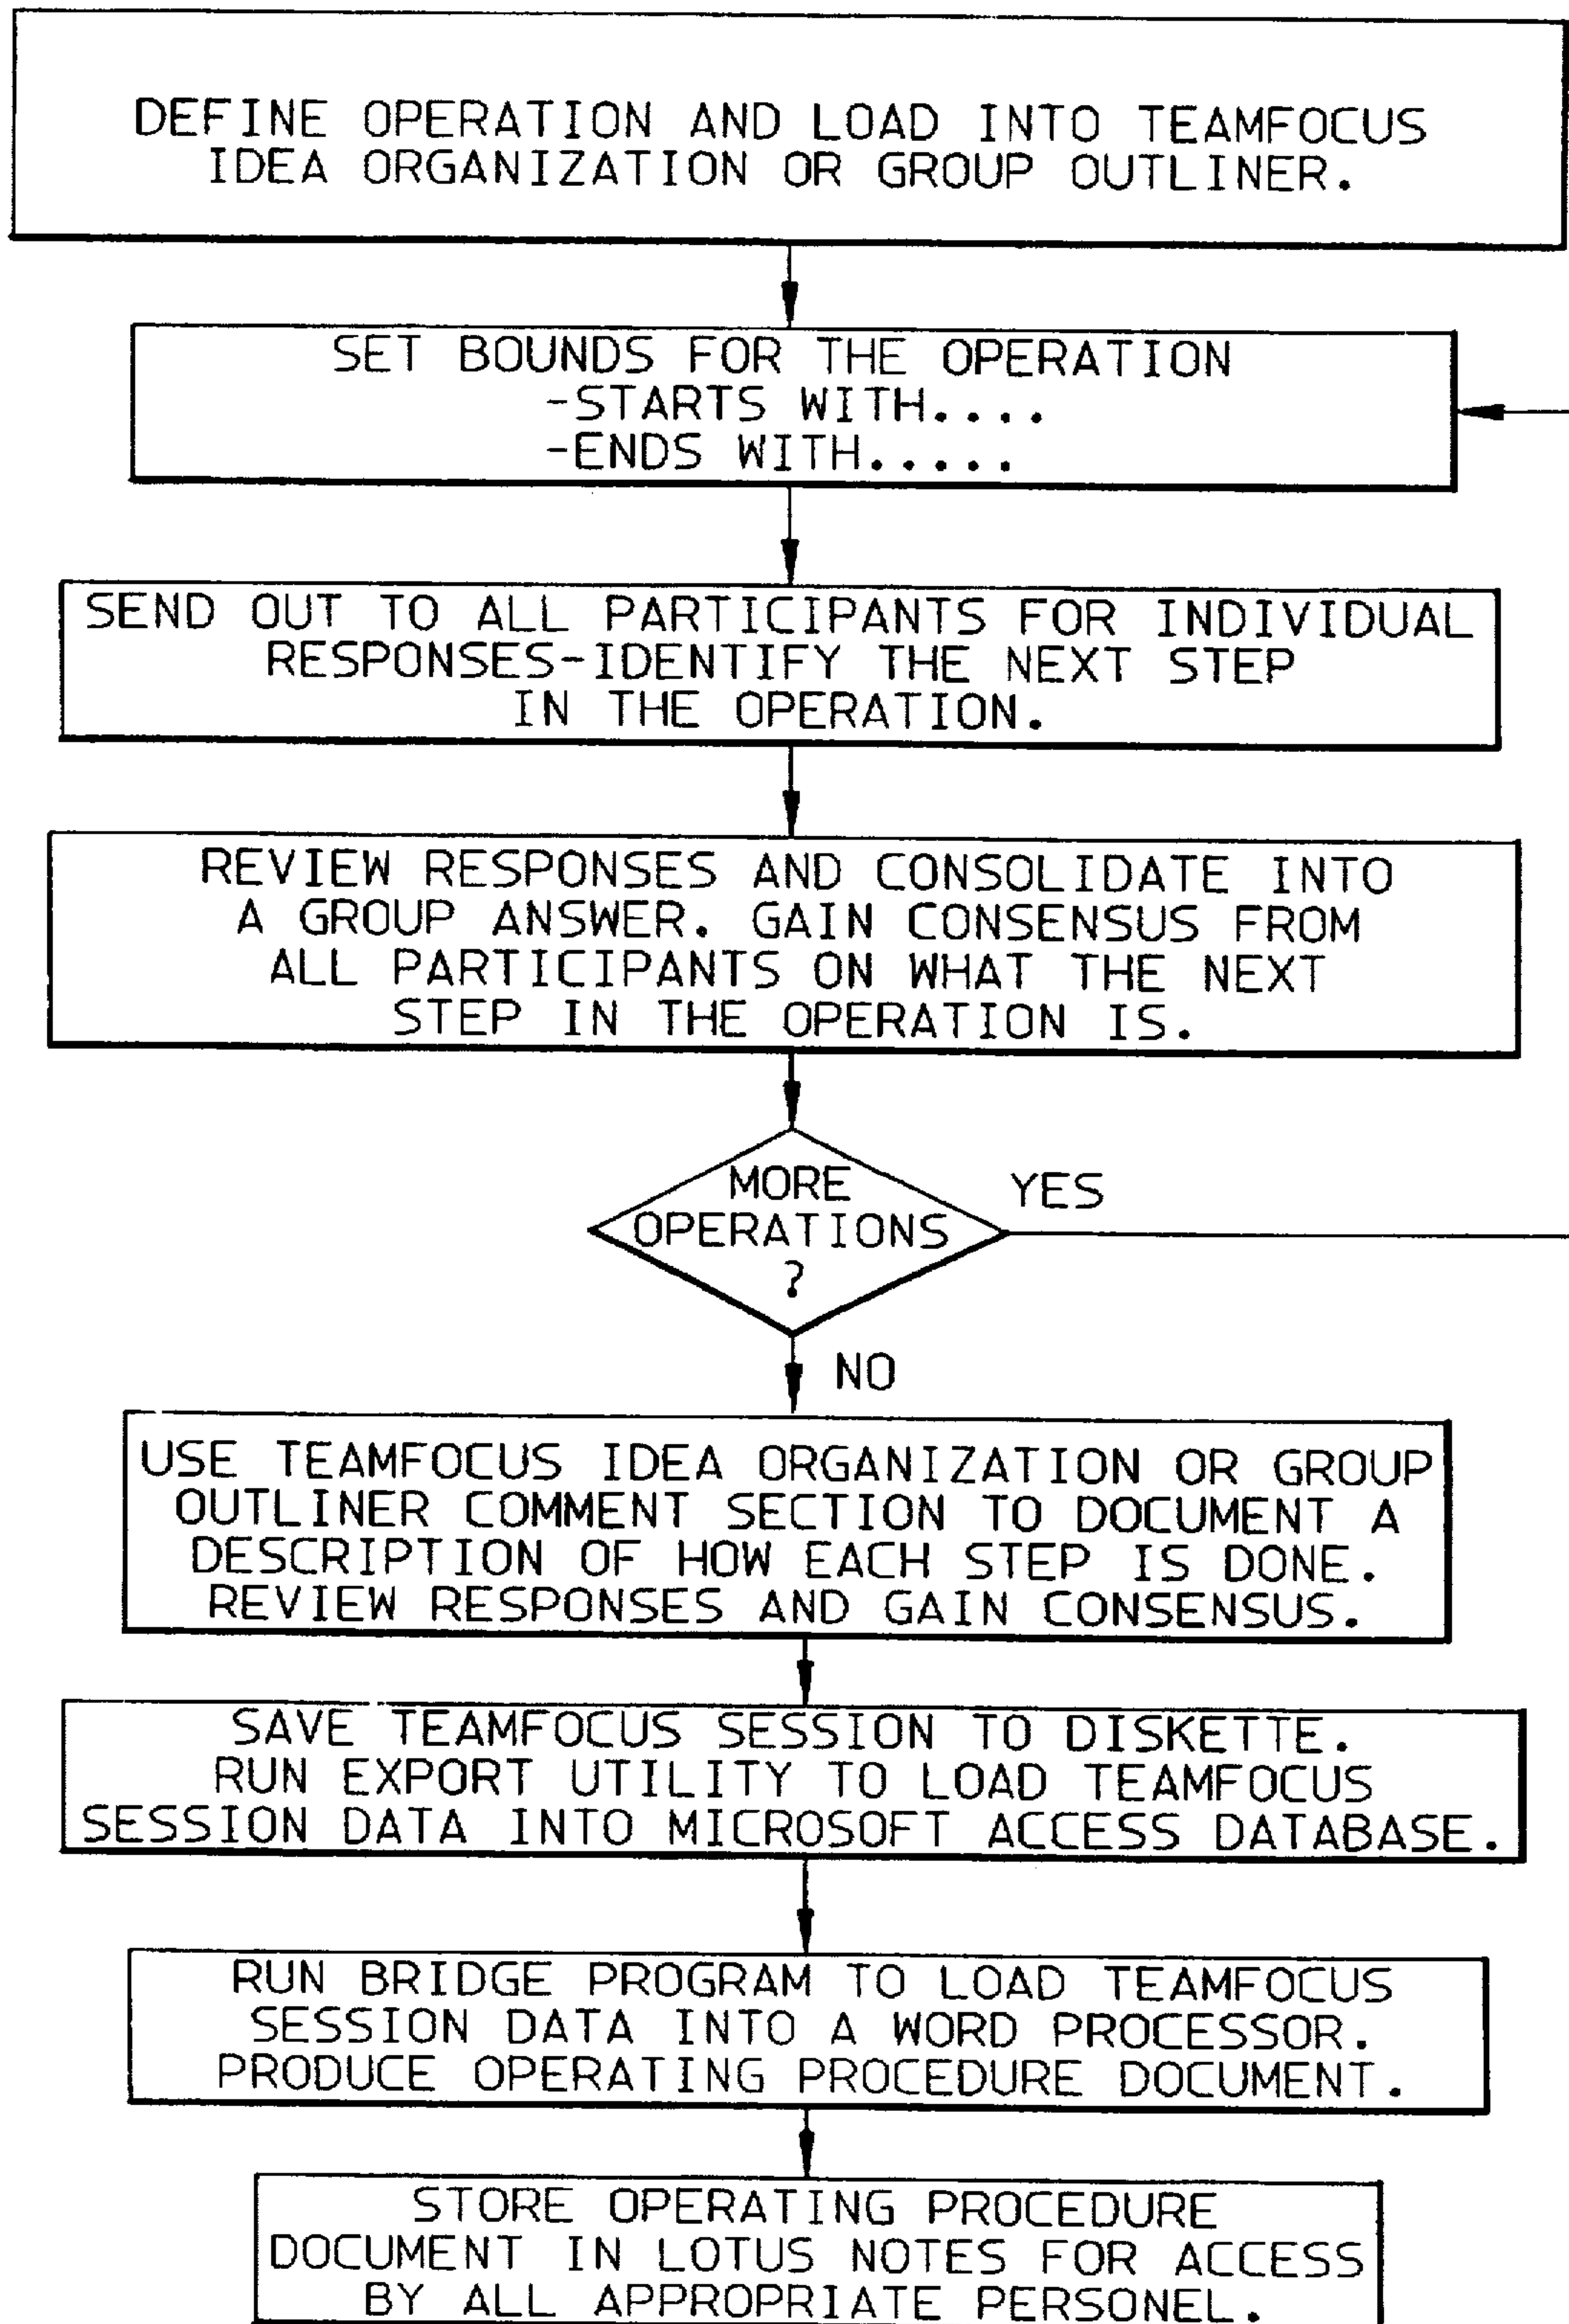 DEFINE OPERATION AND LOAD INTO TEAMFOCUS
IDEA ORGANIZATION OR GROUP OUTLINER.
SET BOUNDS FOR THE OPERATION
-STARTS WITH....
-ENDS WITH.....
SEND OUT TO ALL PARTICIPANTS FOR INDIVIDUAL
RESPONSES-IDENTIFY THE NEXT STEP
IN THE OPERATION.
REVIEW RESPONSES AND CONSOLIDATE INTO
A GROUP ANSWER. GAIN CONSENSUS FROM
ALL PARTICIPANTS ON WHAT THE NEXT
STEP IN THE OPERATION IS.
MORE
OPERATIONS
?
YES
NO
USE TEAMFOCUS IDEA ORGANIZATION OR GROUP
OUTLINER COMMENT SECTION TO DOCUMENT A
DESCRIPTION OF HOW EACH STEP IS DONE.
REVIEW RESPONSES AND GAIN CONSENSUS.
SAVE TEAMFOCUS SESSION TO DISKETTE.
RUN EXPORT UTILITY TO LOAD TEAMFOCUS
SESSION DATA INTO MICROSOFT ACCESS DATABASE.
RUN BRIDGE PROGRAM TO LOAD TEAMFOCUS
SESSION DATA INTO A WORD PROCESSOR.
PRODUCE OPERATING PROCEDURE DOCUMENT.
STORE OPERATING PROCEDURE
DOCUMENT IN LOTUS NOTES FOR ACCESS
BY ALL APPROPRIATE PERSONEL.